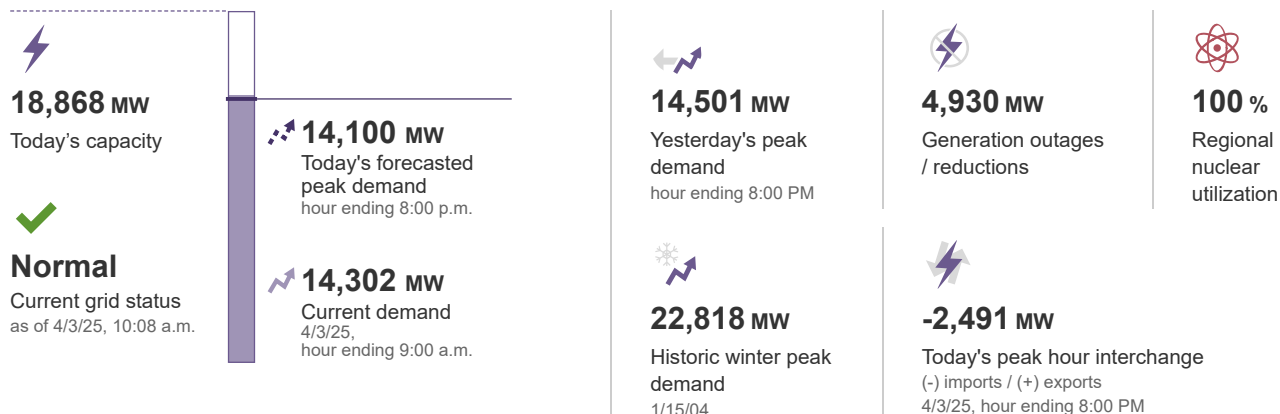 18,868 MW
Today's capacity
Normal
Current grid status
as of 4/3/25, 10:08 a.m.
14,100 MW
Today's forecasted
peak demand
hour ending 8:00 p.m.
14,302 MW
Current demand
4/3/25,
hour ending 9:00 a.m.
14,501 MW
Yesterday's peak
demand
hour ending 8:00 PM
4,930 MW
Generation outages
/ reductions
100 %
Regional
nuclear
utilization
22,818 MW
Historic winter peak
demand
1/15/04
-2,491 MW
Today's peak hour interchange
(-) imports / (+) exports
4/3/25, hour ending 8:00 PM